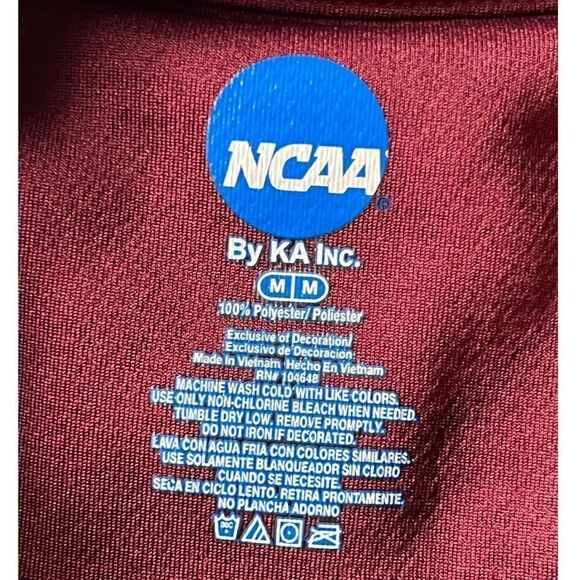 NCAA®
By KA Inc.
M M
100% Polyester/ Poliester
Exclusive of Decoration/
Exclusivo de Decoracion
Made In Vietnam Hecho En Vietnam
RN# 104648
MACHINE WASH COLD WITH LIKE COLORS.
USE ONLY NON-CHLORINE BLEACH WHEN NEEDED.
TUMBLE DRY LOW. REMOVE PROMPTLY.
DO NOT IRON IF DECORATED.
LAVA CON AGUA FRIA CON COLORES SIMILARES.
USE SOLAMENTE BLANQUEADOR SIN CLORO
CUANDO SE NECESITE.
SECA EN CICLO LENTO. RETIRA PRONTAMENTE.
NO PLANCHA ADORNO
30C